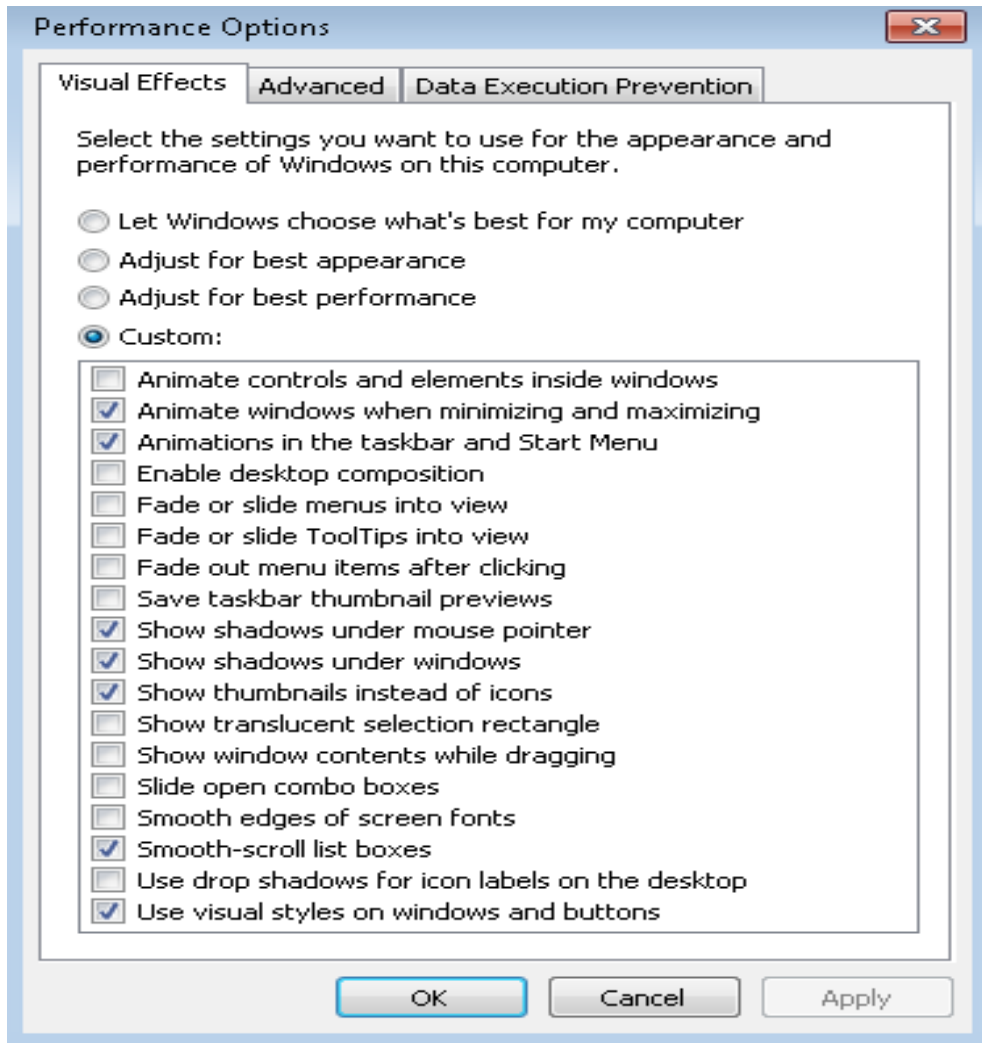 Performance Options
Visual Effects
Advanced
Data Execution Prevention
Select the settings you want to use for the appearance and
performance of Windows on this computer.
Let Windows choose what's best for my computer
Adjust for best appearance
Adjust for best performance
Custom:
Animate controls and elements inside windows
Animate windows when minimizing and maximizing
Animations in the taskbar and Start Menu
Enable desktop composition
Fade or slide menus into view
Fade or slide ToolTips into view
Fade out menu items after clicking
Save taskbar thumbnail previews
Show shadows under mouse pointer
Show shadows under windows
Show thumbnails instead of icons
Show translucent selection rectangle
Show window contents while dragging
Slide open combo boxes
Smooth edges of screen fonts
Smooth-scroll list boxes
Use drop shadows for icon labels on the desktop
Use visual styles on windows and buttons
OK
Cancel
Apply